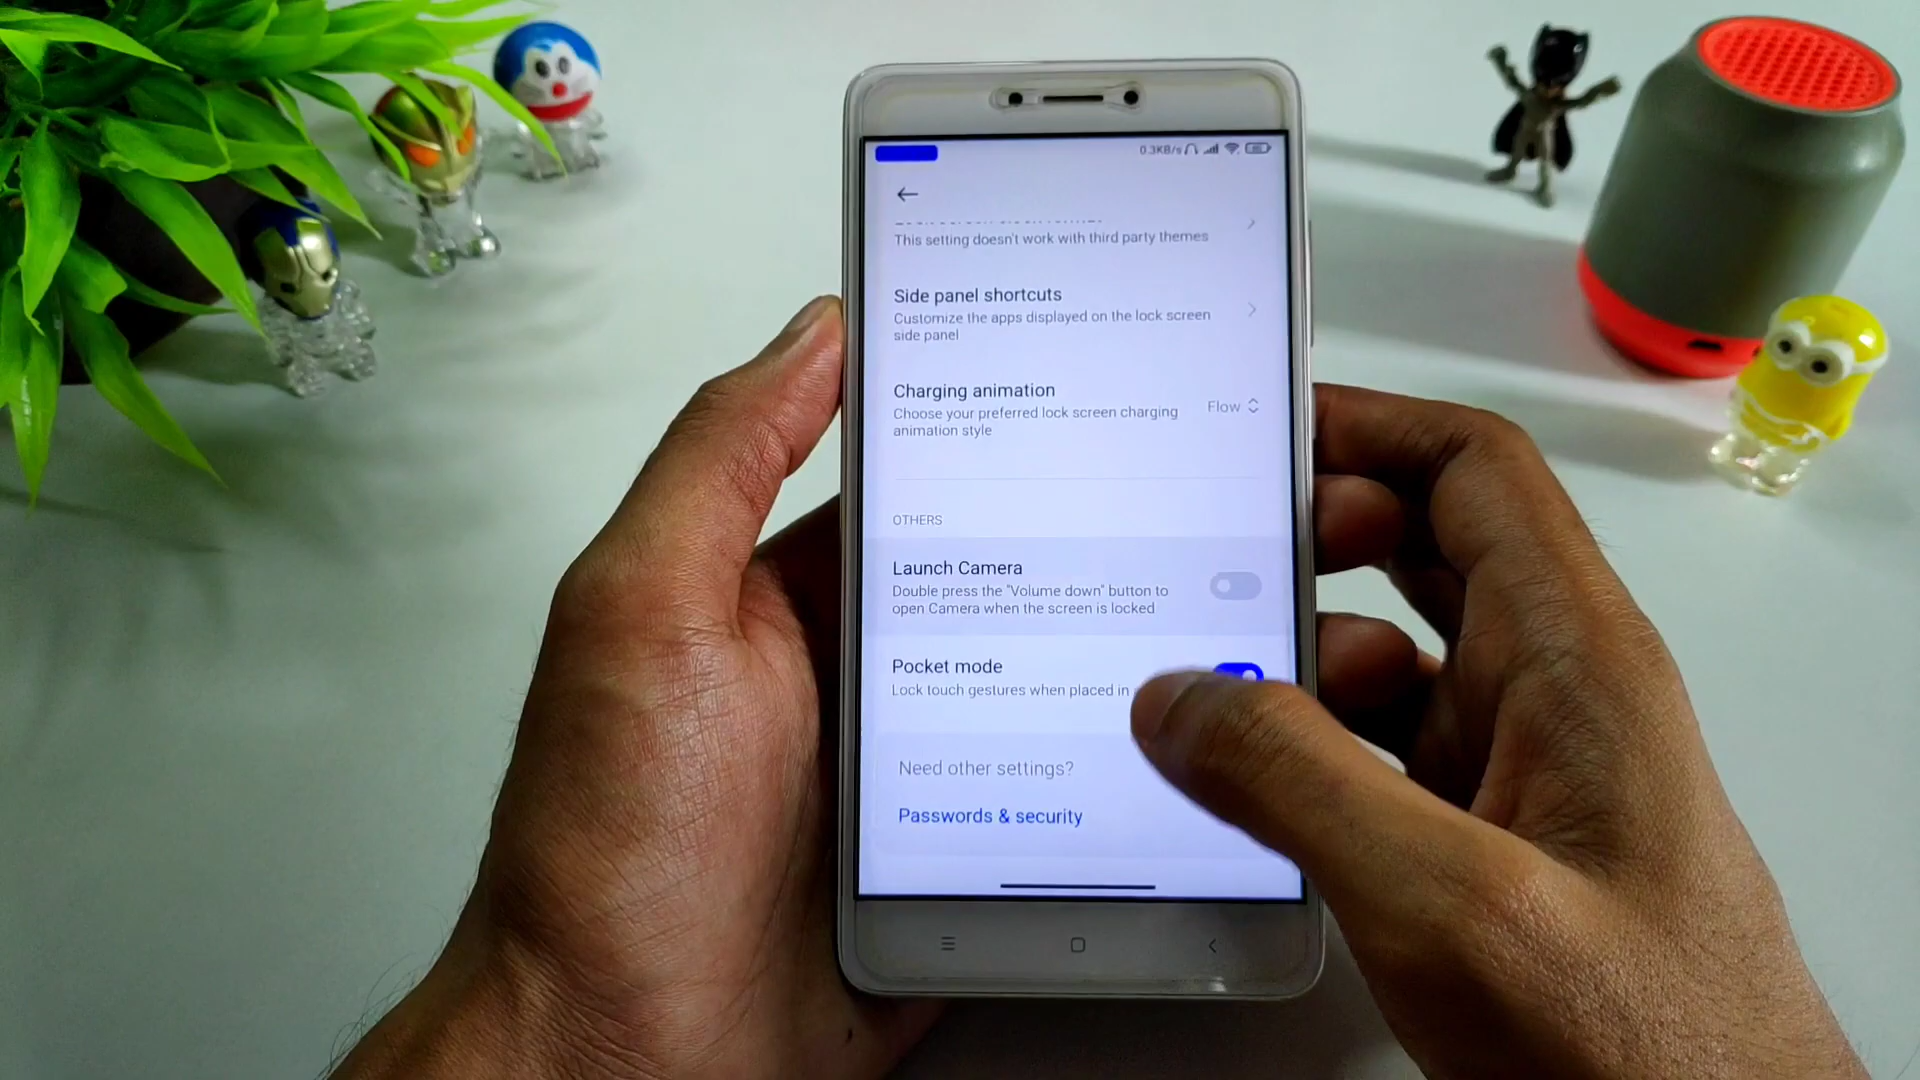 0.3KB/s
This setting doesn't work with third party themes
Side panel shortcuts
Customize the apps displayed on the lock screen
side panel
Charging animation
Choose your preferred lock screen charging
animation style
Flow
OTHERS
Launch Camera
Double press the "Volume down" button to
open Camera when the screen is locked
Pocket mode
Lock touch gestures when placed in
Need other settings?
Passwords & security